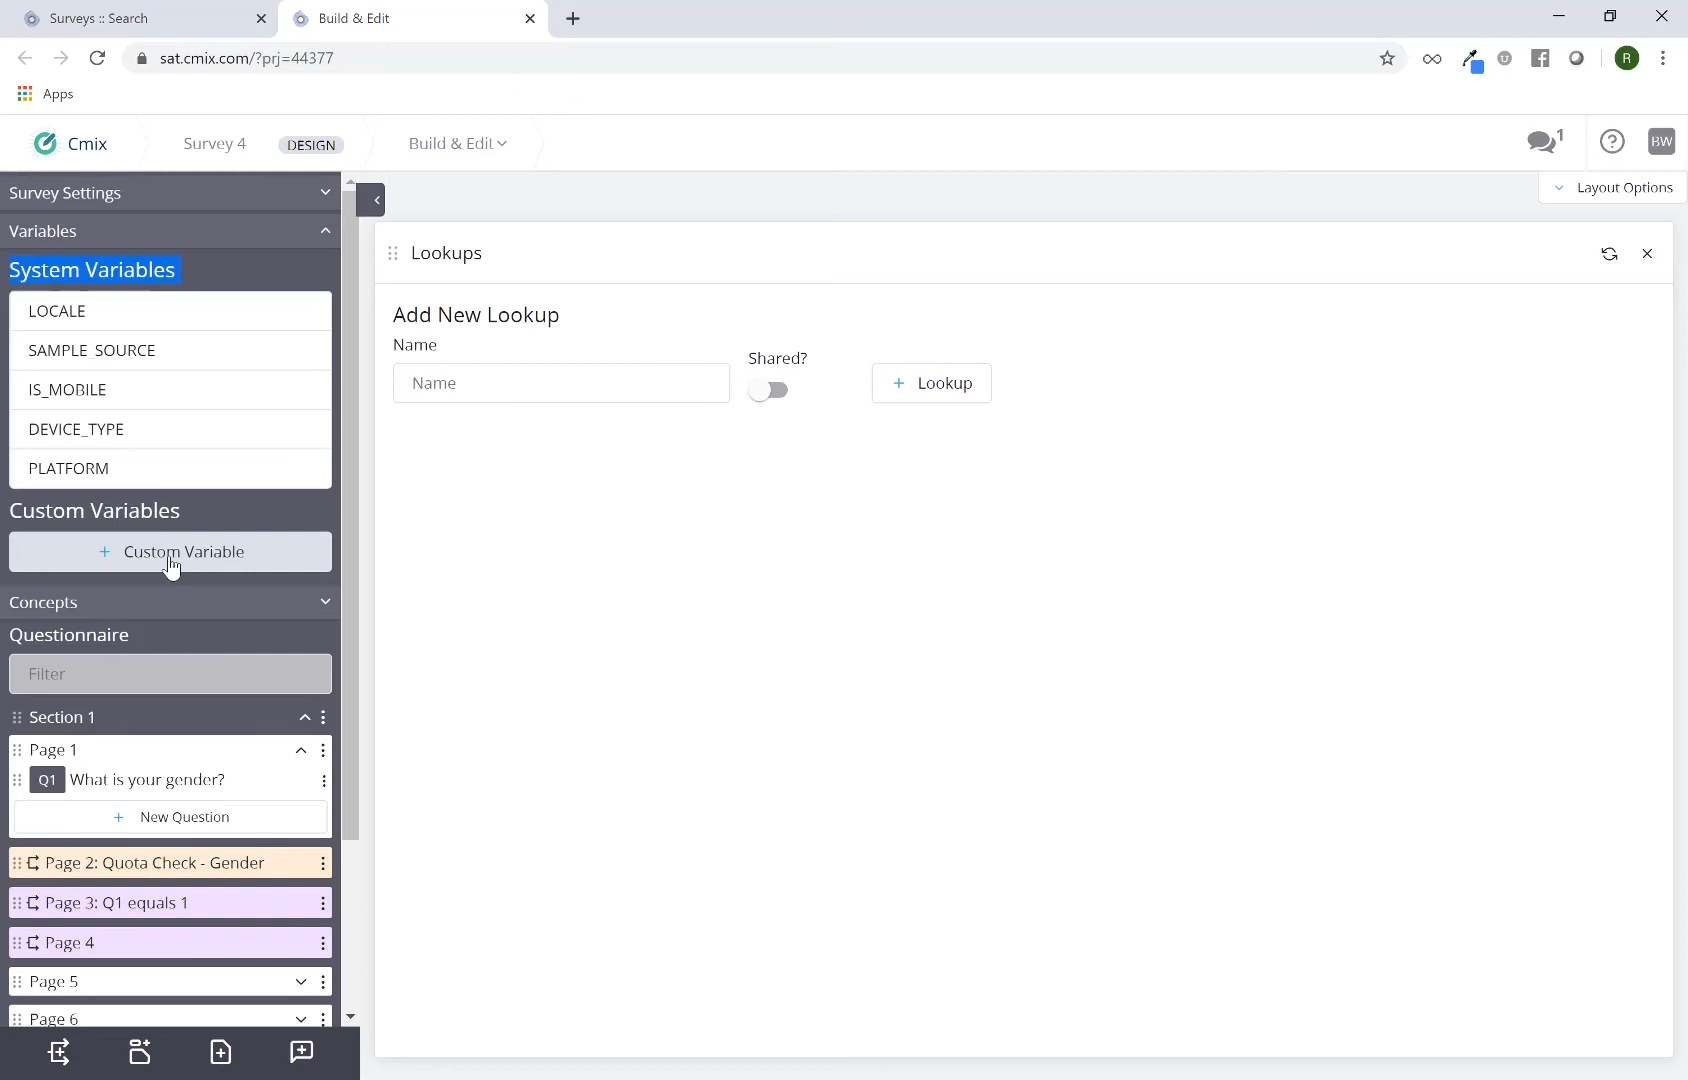 Surveys :: Search
Build & Edit
sat.cmix.com/?prj=44377
R
Apps
Cmix
Survey 4
DESIGN
Build & Edit
1
BW
Survey Settings
Layout Options
Variables
System Variables
LOCALE
SAMPLE_SOURCE
IS_MOBILE
DEVICE_TYPE
PLATFORM
Custom Variables
+ Custom Variable
Concepts
Questionnaire
Filter
Section 1
Page 1
Q1 What is your gender?
+ New Question
Page 2: Quota Check - Gender
Page 3: Q1 equals 1
Page 4
Page 5
Page 6
Lookups
Add New Lookup
Name
Shared?
Name
+ Lookup